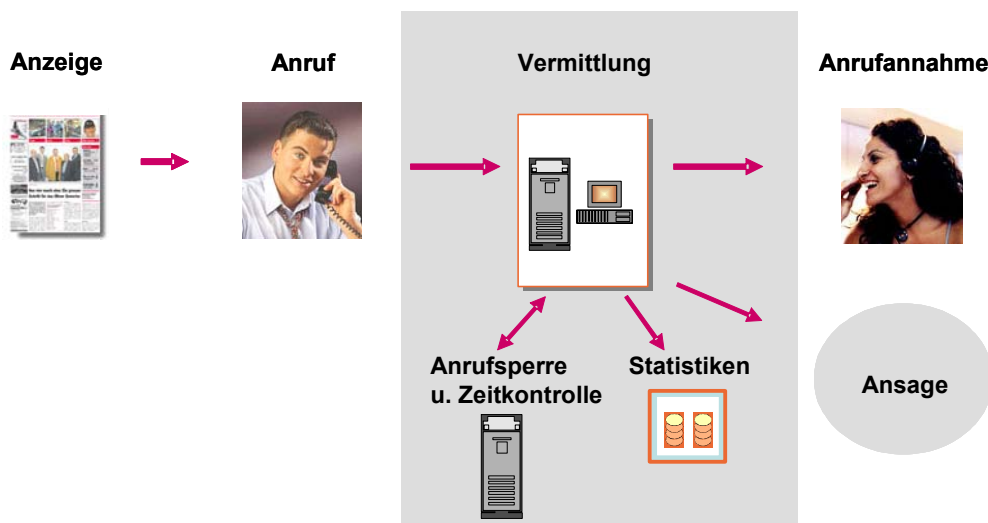 Anzeige
Anruf
Vermittlung
Anrufannahme
Anrufsperre
u. Zeitkontrolle
Statistiken
Ansage